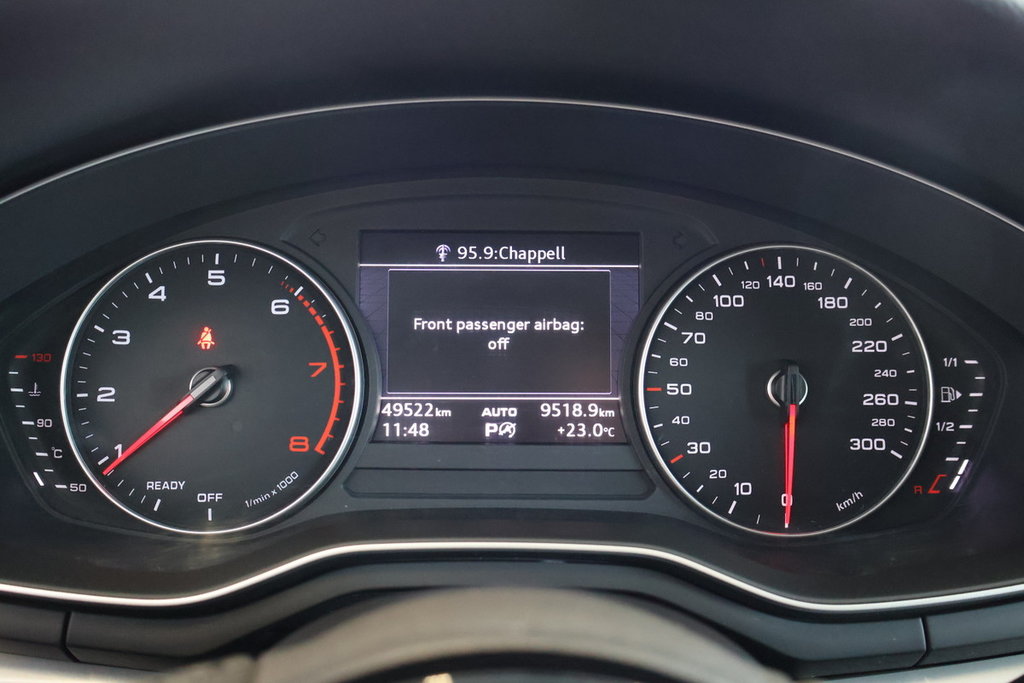 95.9:Chappell
Front passenger airbag:
off
49522km AUTO 9518.9km
11:48 P +23.0°C
1 2 3 4 5 6 7 8
READY OFF 1/min x 1000
130
90
°C
50
0 10 20 30 40 50 60 70 80 100 120 140 160 180 200 220 240 260 280 300
km/h
1/1
1/2
R